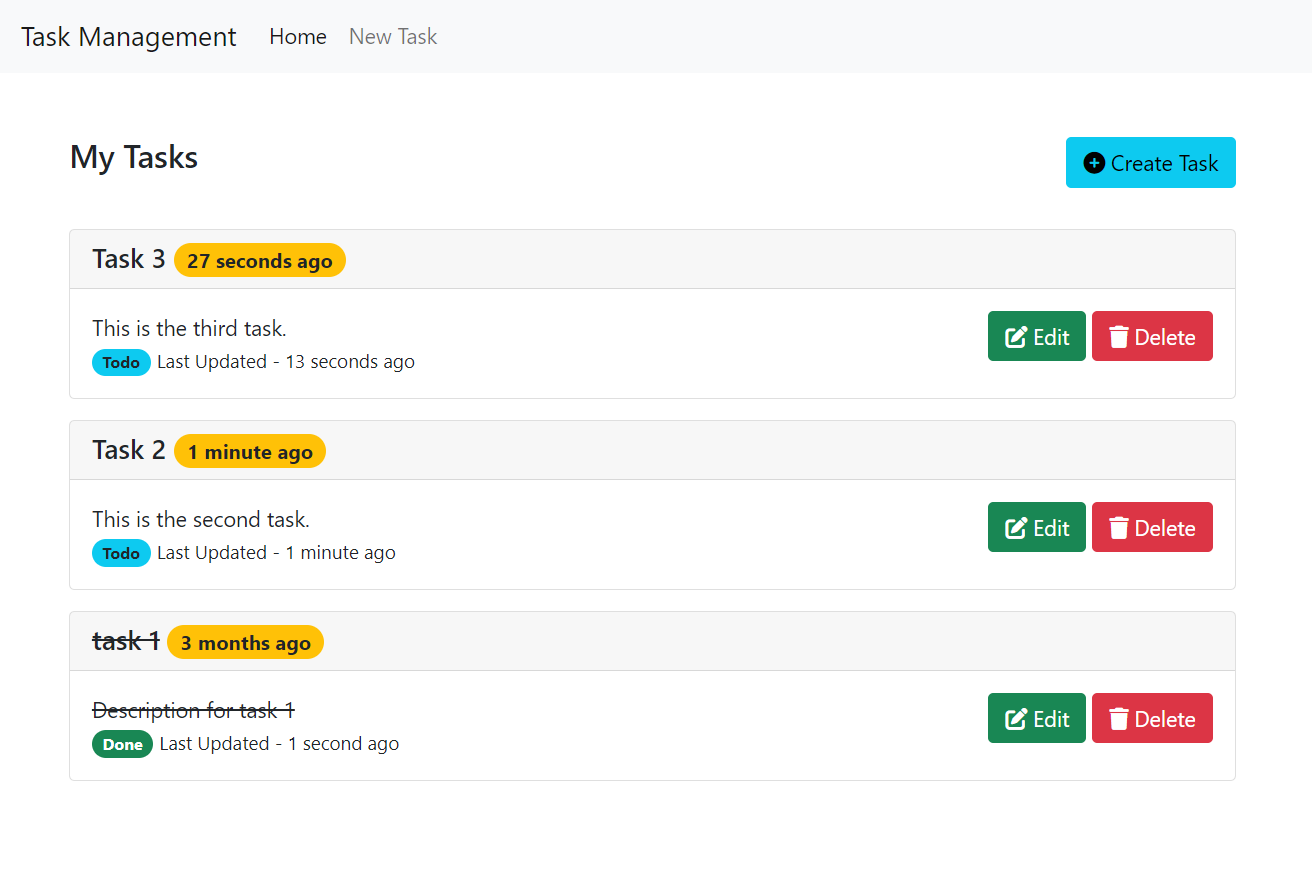 Task Management Home New Task
My Tasks
Create Task
Task 3 27 seconds ago
This is the third task.
Todo Last Updated - 13 seconds ago
Edit Delete
Task 2 1 minute ago
This is the second task.
Todo Last Updated - 1 minute ago
Edit Delete
task 1 3 months ago
Description for task 1
Done Last Updated - 1 second ago
Edit Delete